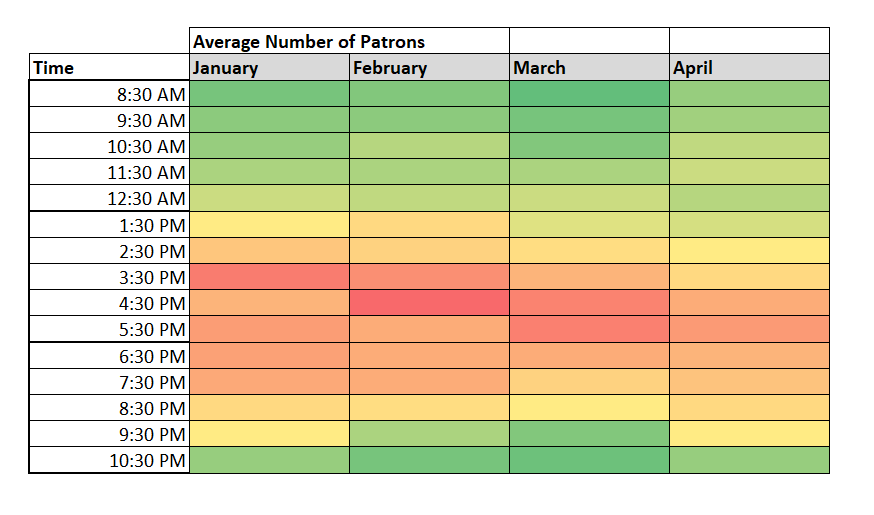 Average Number of Patrons
Time January February March April
8:30 AM
9:30 AM
10:30 AM
11:30 AM
12:30 AM
1:30 PM
2:30 PM
3:30 PM
4:30 PM
5:30 PM
6:30 PM
7:30 PM
8:30 PM
9:30 PM
10:30 PM